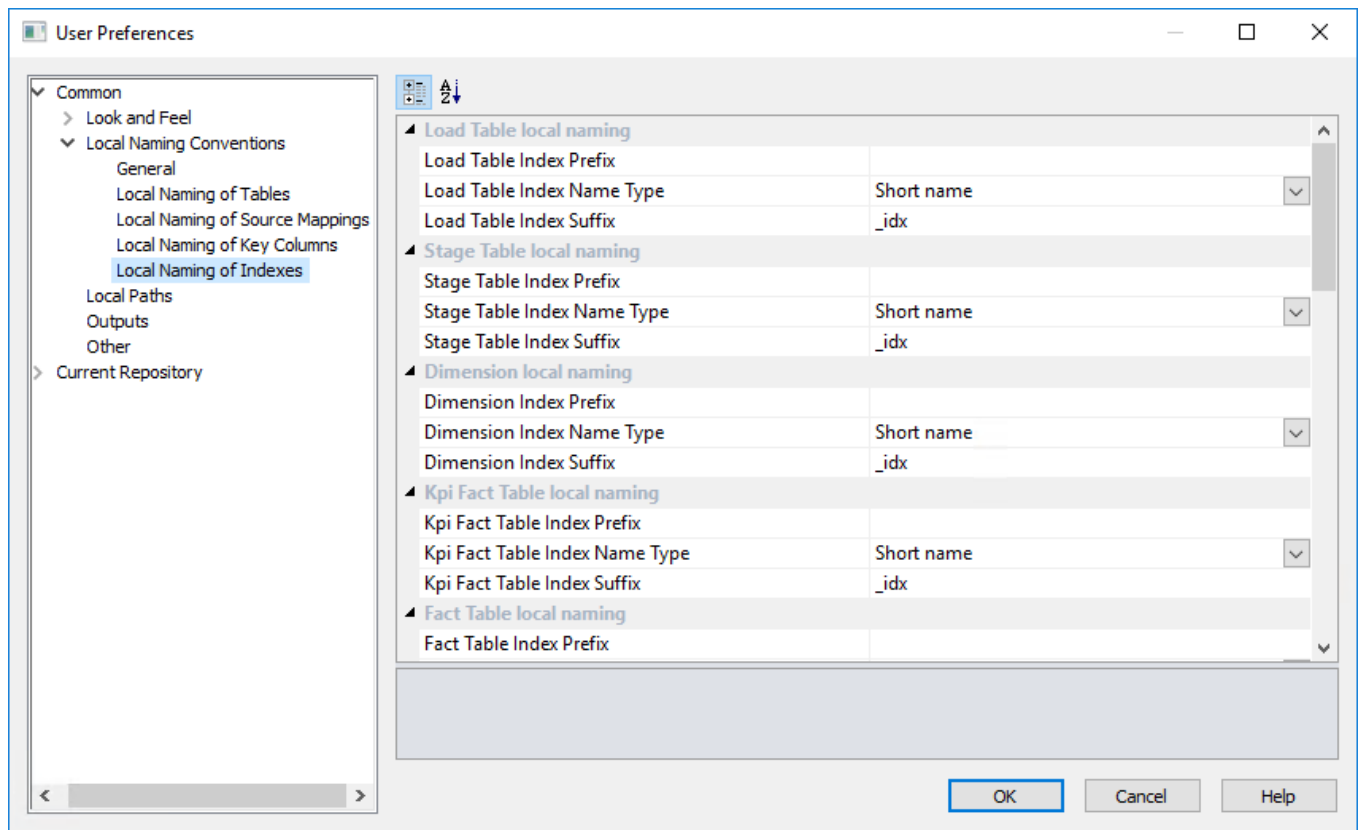 User Preferences
Common
Look and Feel
Local Naming Conventions
General
Local Naming of Tables
Local Naming of Source Mappings
Local Naming of Key Columns
Local Naming of Indexes
Local Paths
Outputs
Other
Current Repository
Load Table local naming
Load Table Index Prefix
Load Table Index Name Type Short name
Load Table Index Suffix _idx
Stage Table local naming
Stage Table Index Prefix
Stage Table Index Name Type Short name
Stage Table Index Suffix _idx
Dimension local naming
Dimension Index Prefix
Dimension Index Name Type Short name
Dimension Index Suffix _idx
Kpi Fact Table local naming
Kpi Fact Table Index Prefix
Kpi Fact Table Index Name Type Short name
Kpi Fact Table Index Suffix _idx
Fact Table local naming
Fact Table Index Prefix
OK Cancel Help